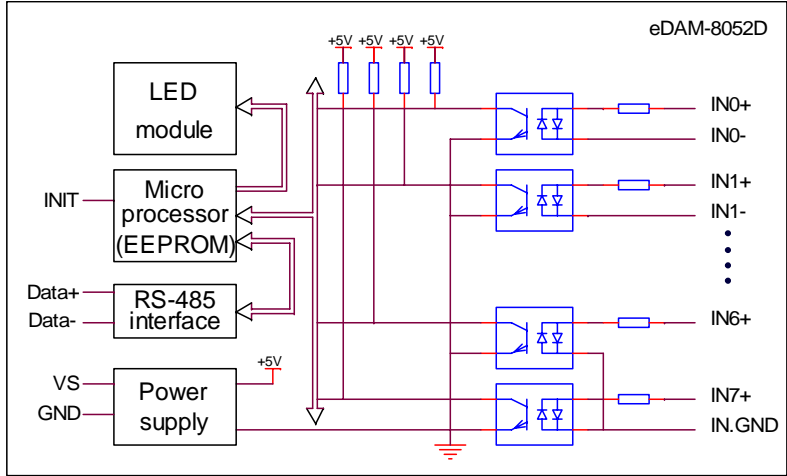 eDAM-8052D
+5V +5V +5V +5V
LED
module
INIT
Micro
processor
(EEPROM)
Data+
Data-
RS-485
interface
VS
GND
Power
supply
+5V
IN0+
IN0-
IN1+
IN1-
IN6+
IN7+
IN.GND